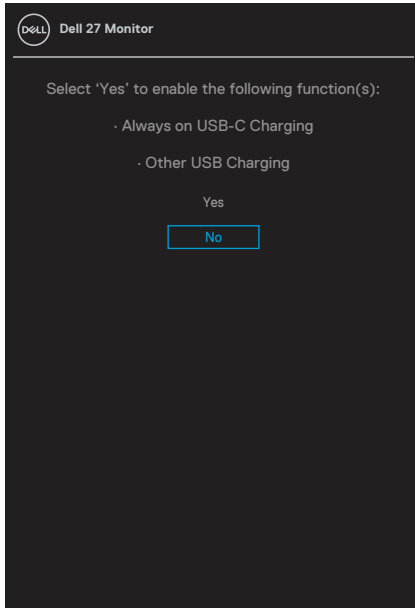 DELL Dell 27 Monitor
Select ‘Yes’ to enable the following function(s):
· Always on USB-C Charging
· Other USB Charging
Yes
No